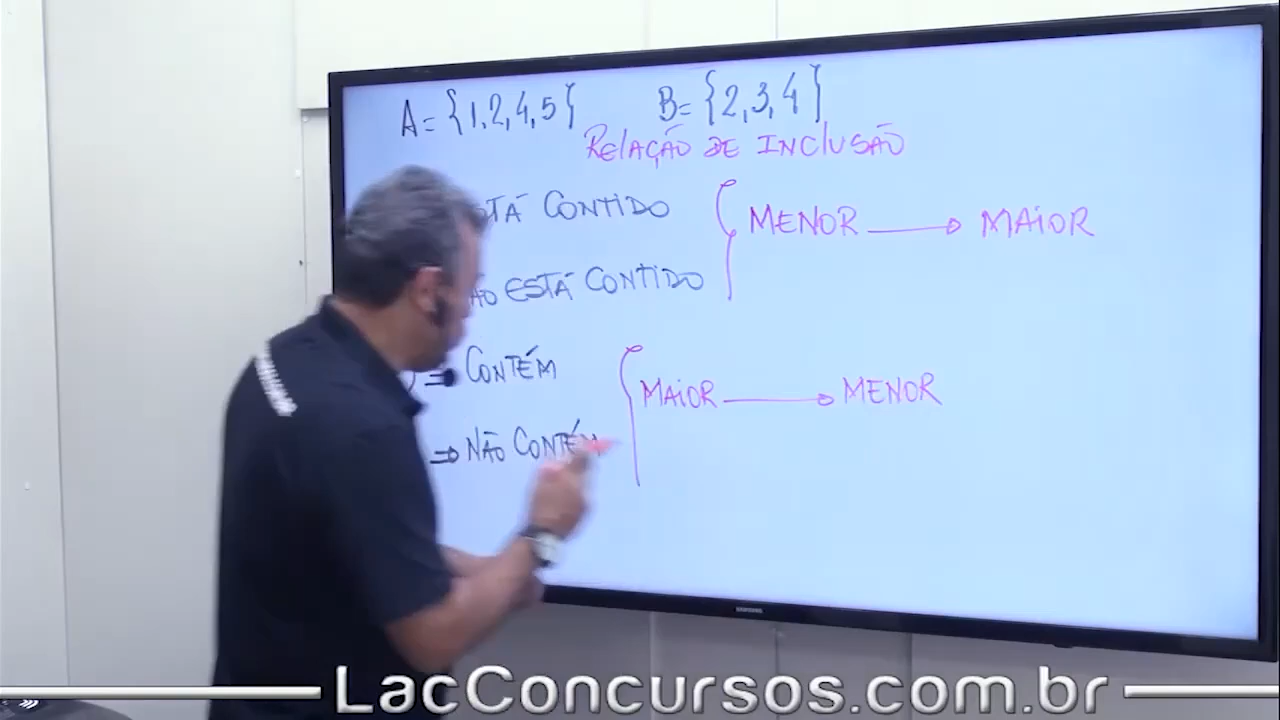 A = {1,2,4,5} B = {2,3,4}
RELAÇÃO DE INCLUSÃO
CONTIDO
MENOR → MAIOR
ESTÁ CONTIDO
⇒ CONTÉM
MAIOR → MENOR
⇒ NÃO CONTÉM
SAMSUNG
LacConcursos.com.br